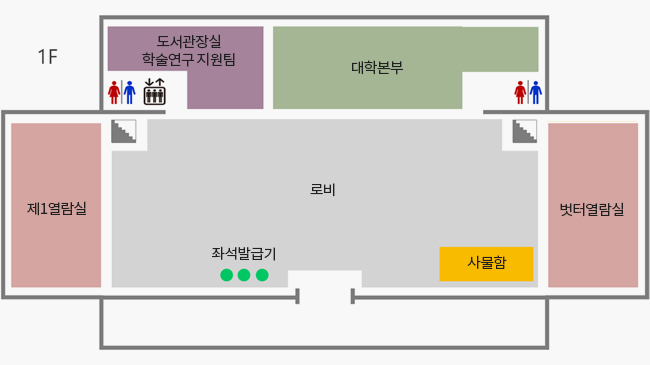 1F
도서관장실
학술연구 지원팀
대학본부
로비
제1열람실
벗터열람실
좌석발급기
사물함